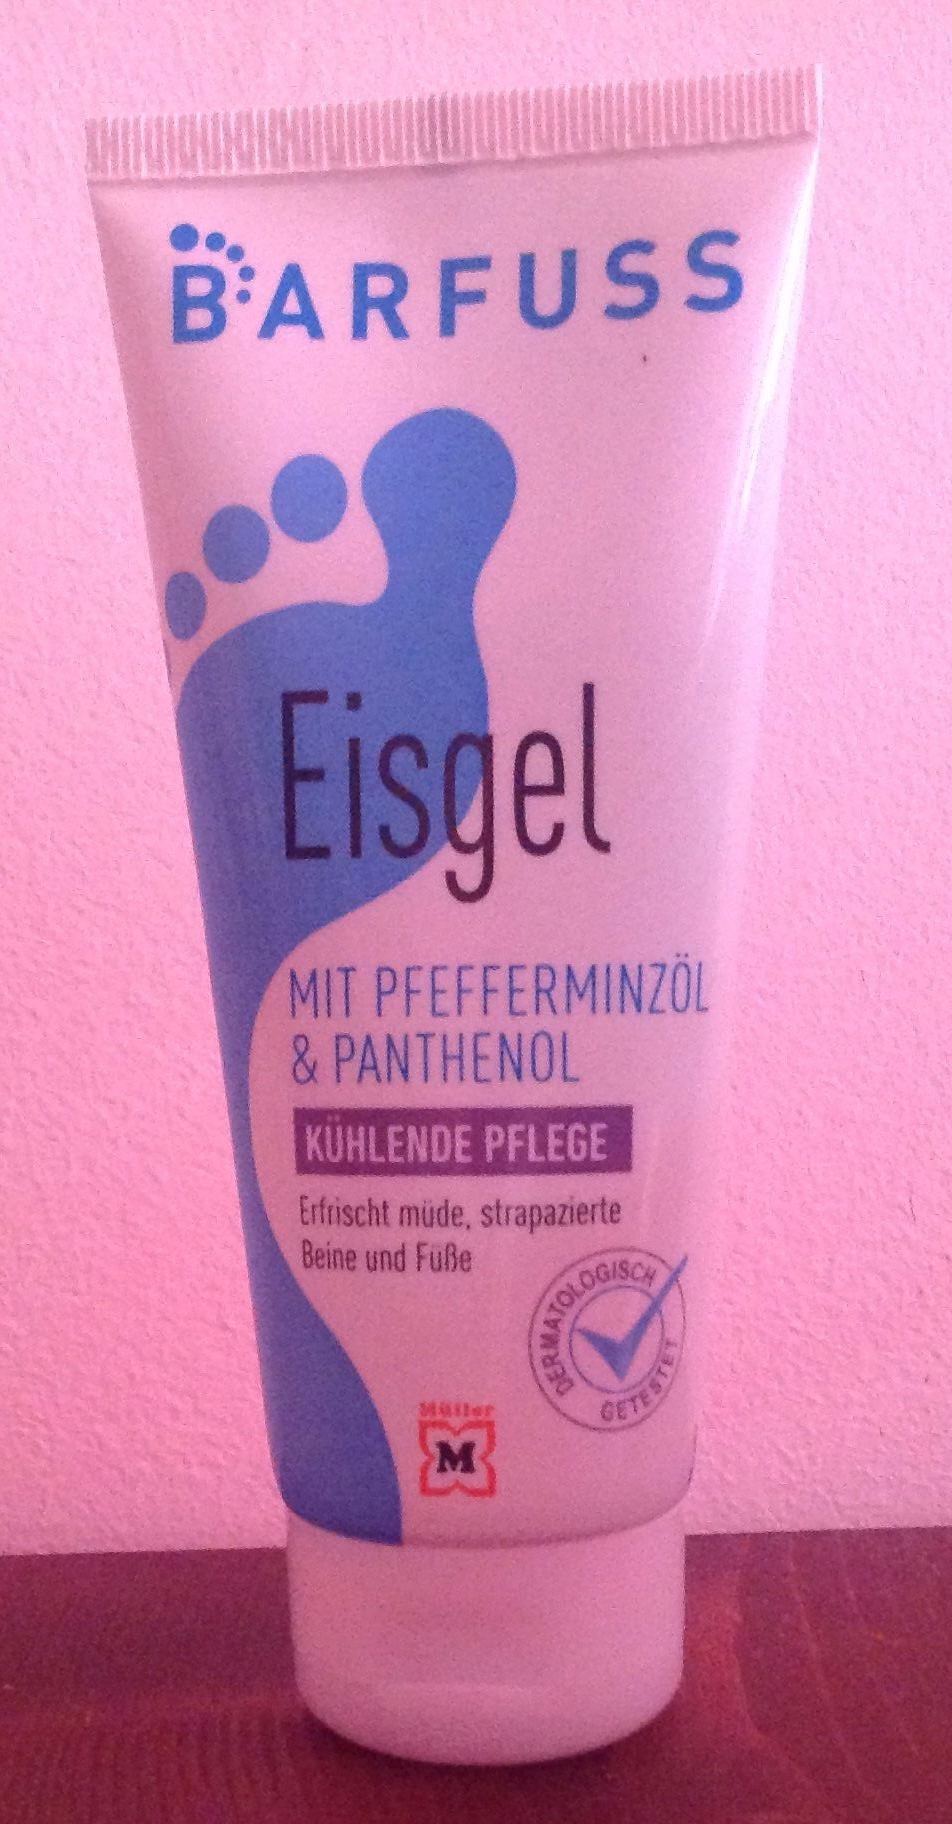 BARFUSS
Eisgel
MIT PFEFFERMINZÖL
& PANTHENOL
KÜHLENDE PFLEGE
Erfrischt müde, strapazierte
Beine und Füße
DERMATOLOGISCH
GETESTET
Müller
M